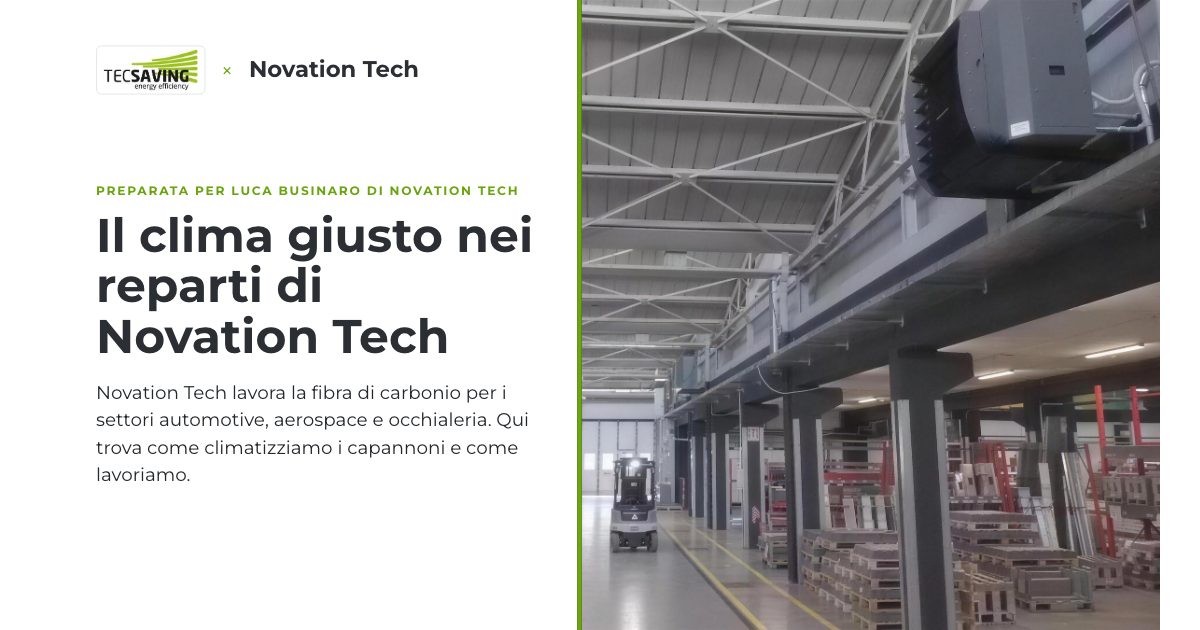 TECSAVING
energy efficiency
× Novation Tech
PREPARATA PER LUCA BUSINARO DI NOVATION TECH
Il clima giusto nei
reparti di
Novation Tech
Novation Tech lavora la fibra di carbonio per i
settori automotive, aerospace e occhialeria. Qui
trova come climatizziamo i capannoni e come
lavoriamo.